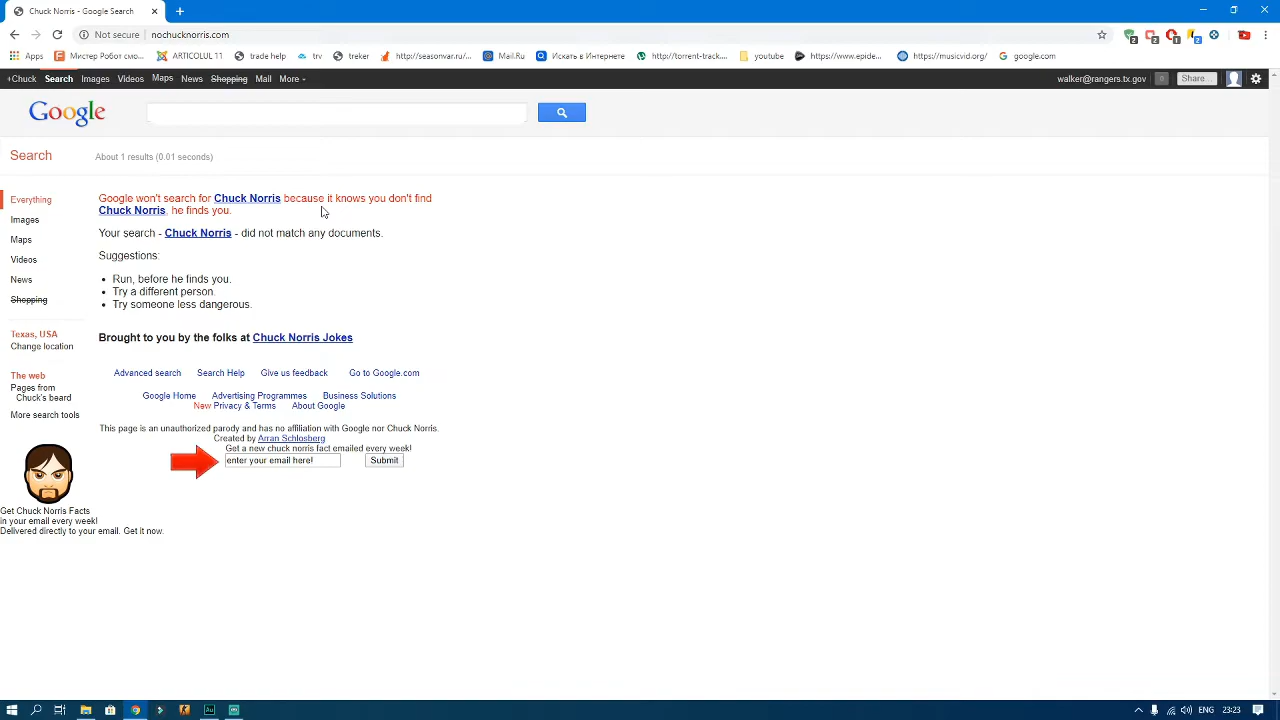 Chuck Norris - Google Search
Not secure
nochucknorris.com
Apps
Мистер Робот смо...
ARTICOLUL 11
trade help
trv
treker
http://seasonvar.ru/...
Mail.Ru
Искать в Интернете
http://torrent-track...
youtube
https://www.epide...
https://musicvid.org/
google.com
+Chuck Search Images Videos Maps News Shopping Mail More
walker@rangers.tx.gov
0
Share...
Google
Search
About 1 results (0.01 seconds)
Everything
Images
Maps
Videos
News
Shopping
Texas, USA
Change location
The web
Pages from
Chuck's beard
More search tools
Google won't search for Chuck Norris because it knows you don't find
Chuck Norris, he finds you.
Your search - Chuck Norris - did not match any documents.
Suggestions:
• Run, before he finds you.
• Try a different person.
• Try someone less dangerous.
Brought to you by the folks at Chuck Norris Jokes
Advanced search Search Help Give us feedback Go to Google.com
Google Home Advertising Programmes Business Solutions
New Privacy & Terms About Google
This page is an unauthorized parody and has no affiliation with Google nor Chuck Norris.
Created by Arran Schlosberg
Get a new chuck norris fact emailed every week!
enter your email here!
Submit
Get Chuck Norris Facts
in your email every week!
Delivered directly to your email. Get it now.
Au
ENG
23:23